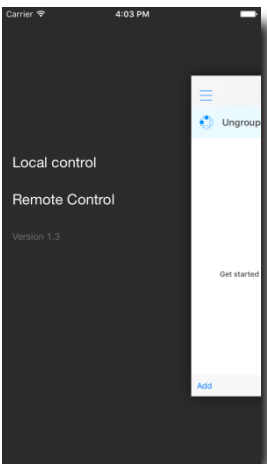 Carrier 4:03 PM
Ungroup
Local control
Remote Control
Version 1.3
Get started
Add